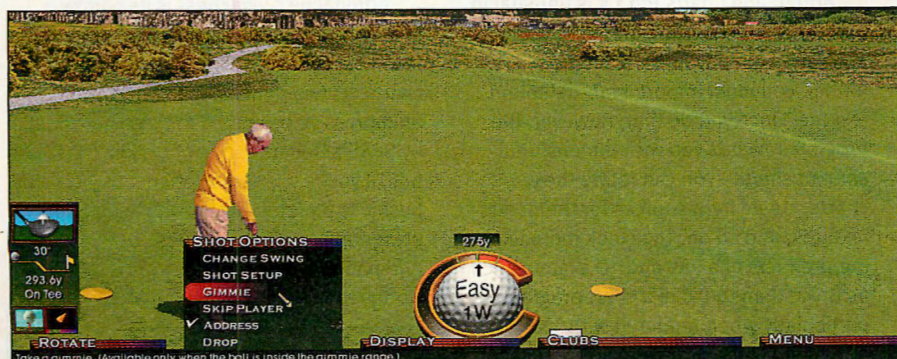 SHOT OPTIONS
CHANGE SWING
SHOT SETUP
GIMMIE
SKIP PLAYER
ADDRESS
DROP
30°
293.6y
On Tee
275y
Easy
1W
ROTATE
DISPLAY
CLUBS
MENU
Take a gimmie. (Available only when the ball is inside the gimmie range.)